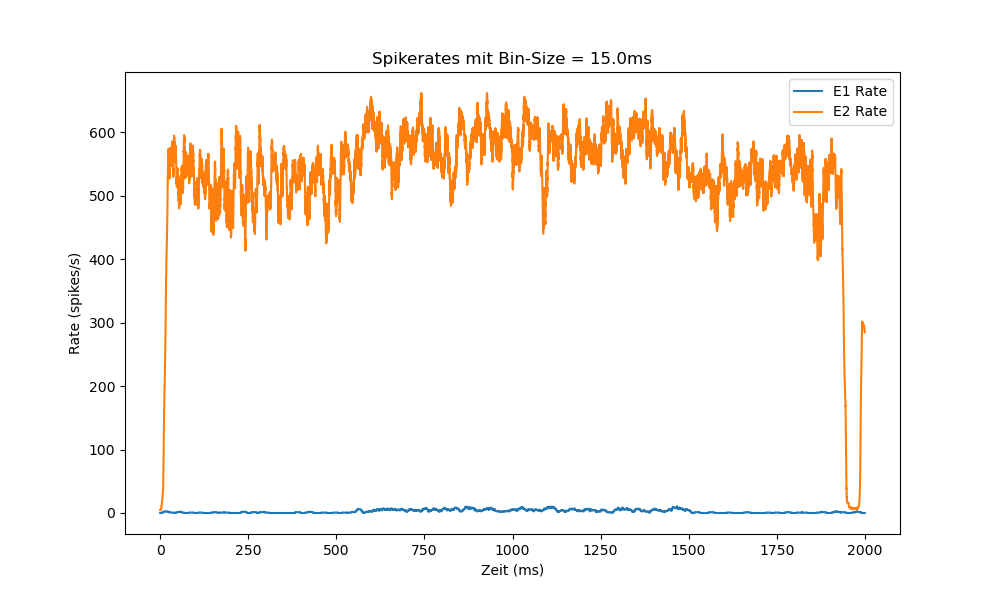 Spikerates mit Bin-Size = 15.0ms
E1 Rate
E2 Rate
Rate (spikes/s)
600
500
400
300
200
100
0
0 250 500 750 1000 1250 1500 1750 2000
Zeit (ms)